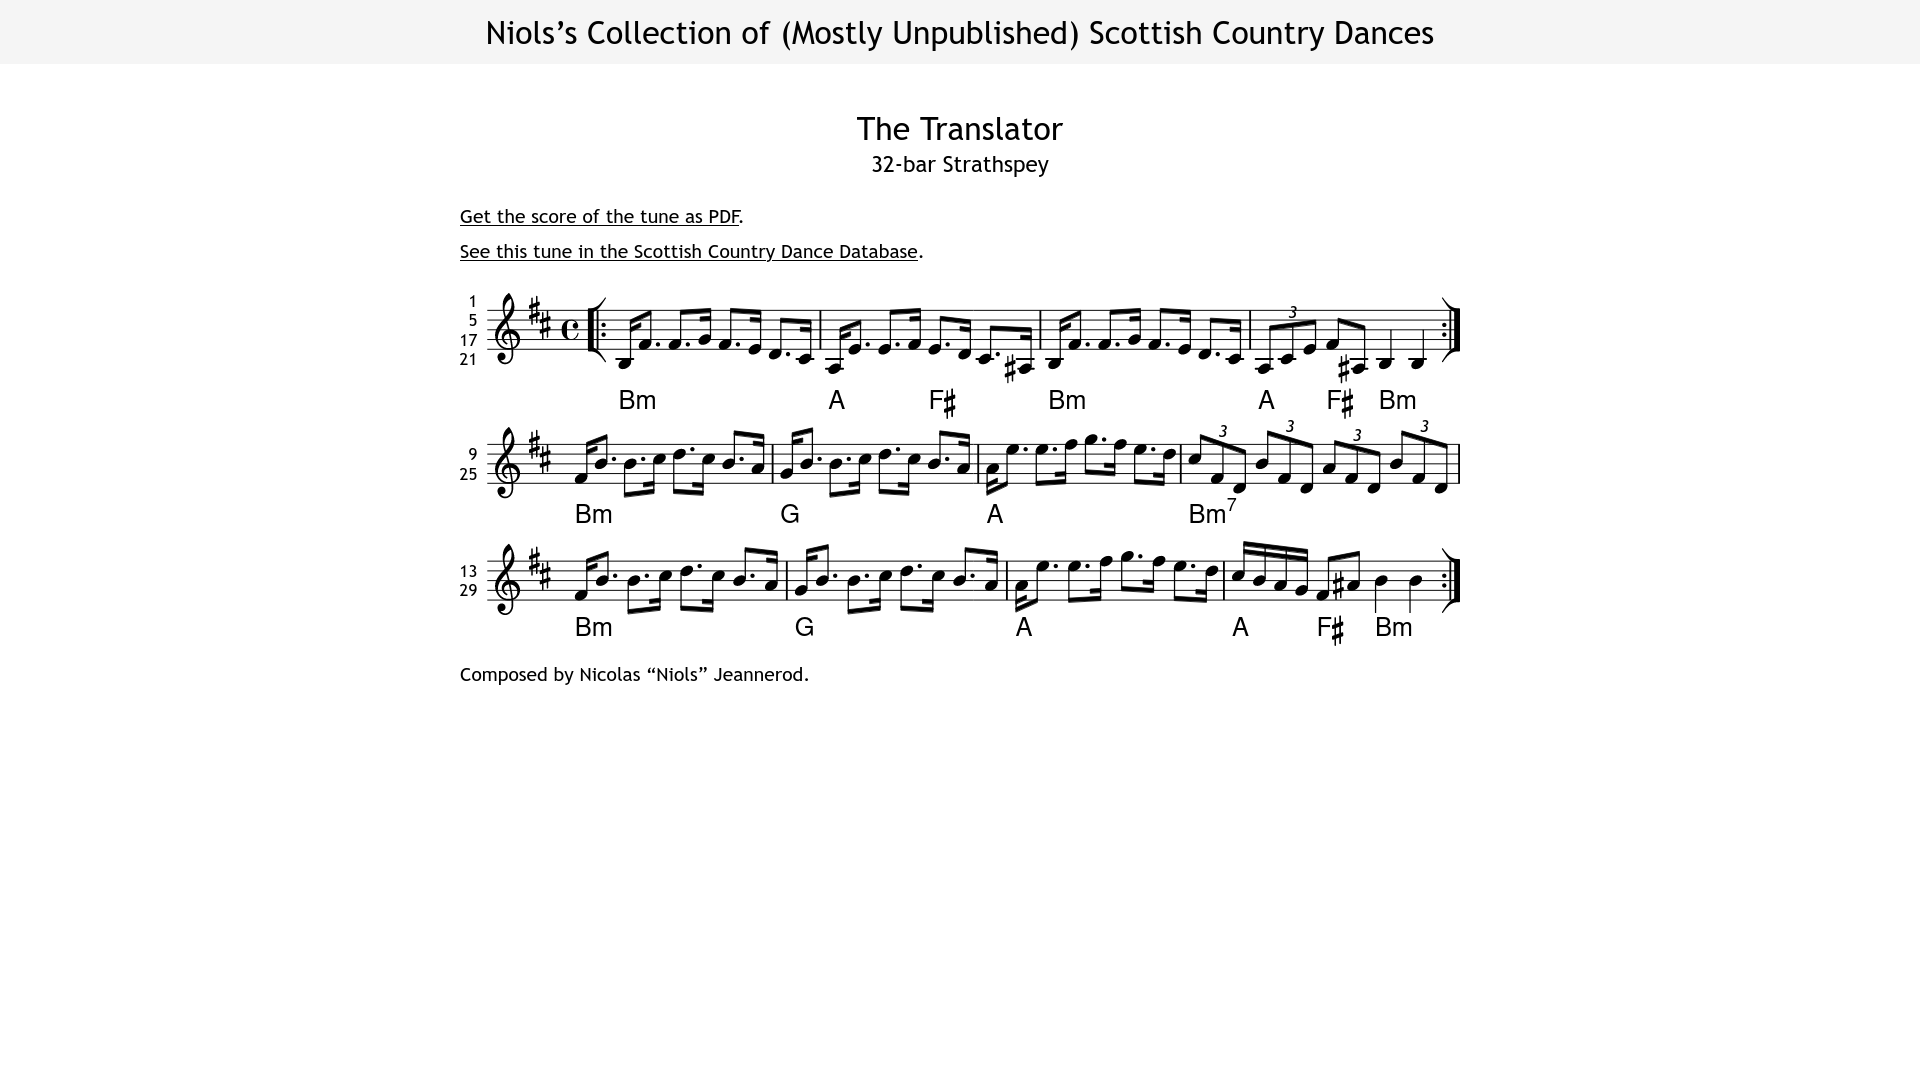 Niols’s Collection of (Mostly Unpublished) Scottish Country Dances
The Translator
32-bar Strathspey
Get the score of the tune as PDF.
See this tune in the Scottish Country Dance Database.
1
5
17
21
3
Bm A F♯ Bm A F♯ Bm
9
25
3 3 3 3
Bm G A Bm7
13
29
Bm G A A F♯ Bm
Composed by Nicolas “Niols” Jeannerod.